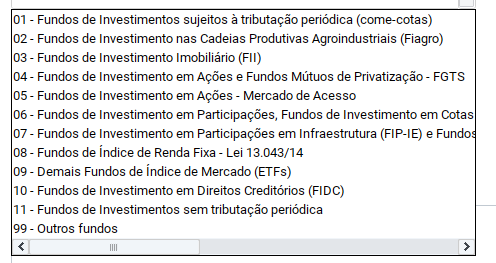 01 - Fundos de Investimentos sujeitos à tributação periódica (come-cotas)
02 - Fundos de Investimento nas Cadeias Produtivas Agroindustriais (Fiagro)
03 - Fundos de Investimento Imobiliário (FII)
04 - Fundos de Investimento em Ações e Fundos Mútuos de Privatização - FGTS
05 - Fundos de Investimento em Ações - Mercado de Acesso
06 - Fundos de Investimento em Participações, Fundos de Investimento em Cotas
07 - Fundos de Investimento em Participações em Infraestrutura (FIP-IE) e Fundos
08 - Fundos de Índice de Renda Fixa - Lei 13.043/14
09 - Demais Fundos de Índice de Mercado (ETFs)
10 - Fundos de Investimento em Direitos Creditórios (FIDC)
11 - Fundos de Investimentos sem tributação periódica
99 - Outros fundos